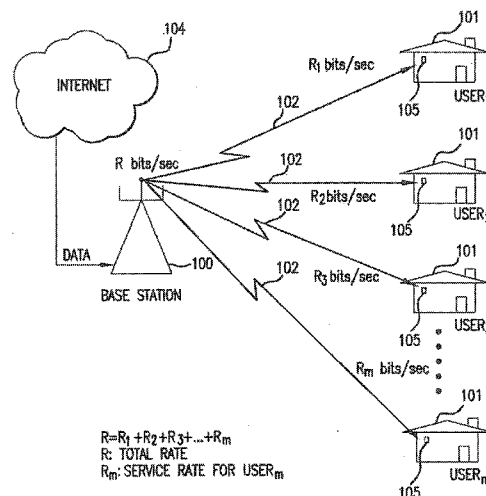 104
INTERNET
101
R1 bits/sec
105
USER
102
R bits/sec
101
102
R2bits/sec
105
USER
102
DATA
100
101
R3 bits/sec
102
BASE STATION
105
USER
Rm bits/sec
101
105
USERm
R=R1+R2+R3+...+Rm
R: TOTAL RATE
Rm: SERVICE RATE FOR USERm